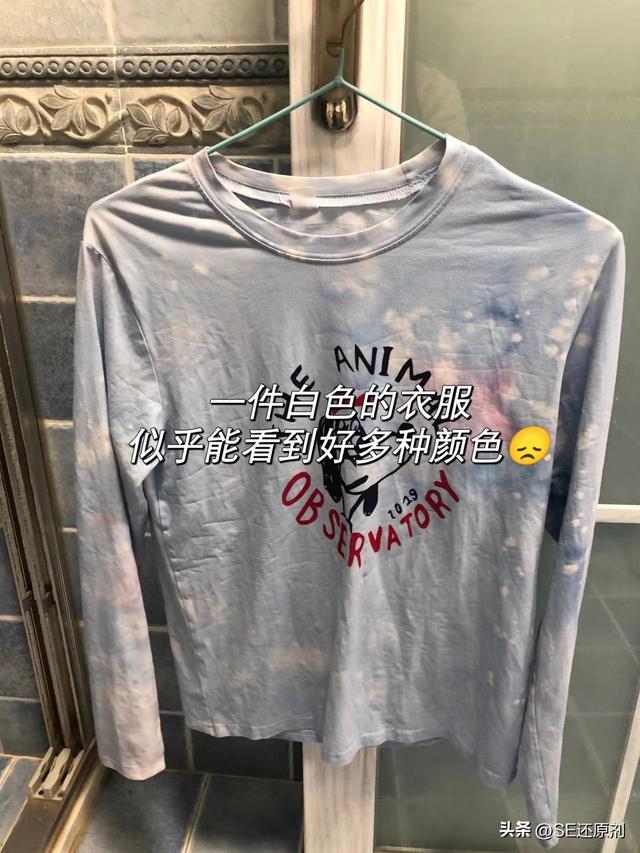 THE ANIM
一件白色的衣服
似乎能看到好多种颜色😞
2019
OBSERVATORY
头条 @SE还原剂